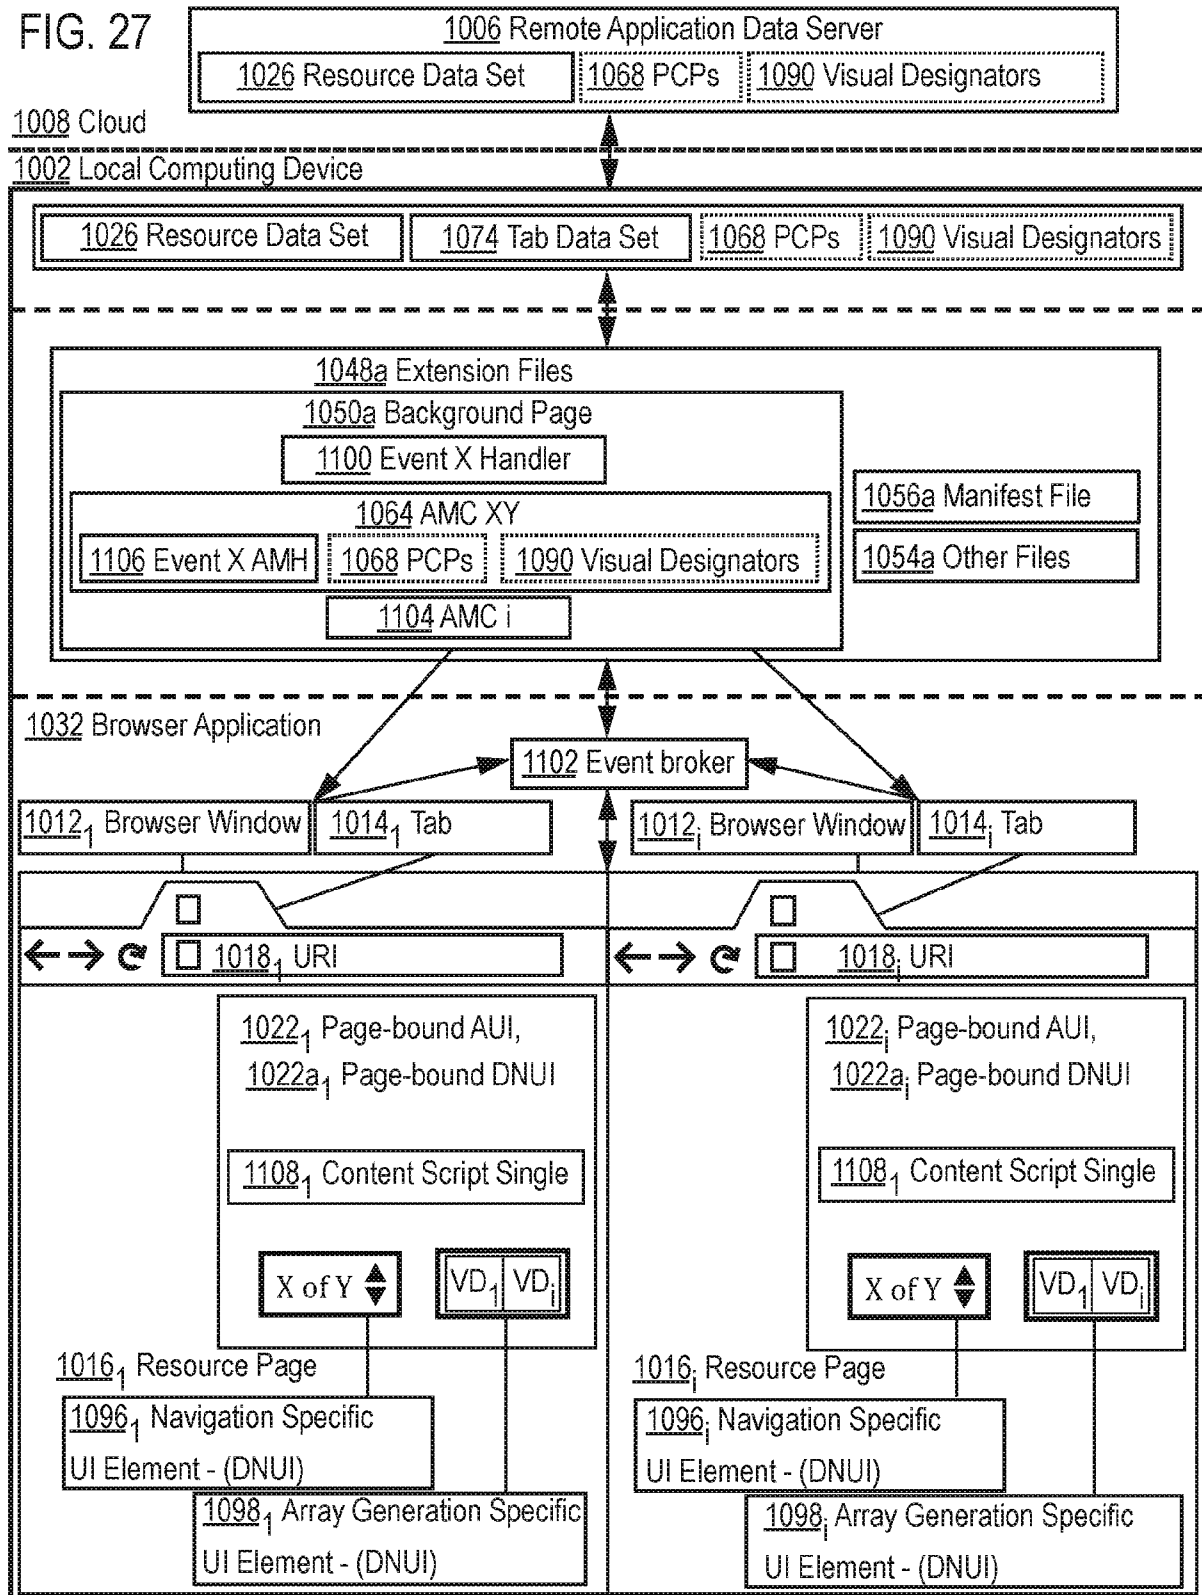 FIG. 27
1006 Remote Application Data Server
1026 Resource Data Set 1068 PCPs 1090 Visual Designators
1008 Cloud
1002 Local Computing Device
1026 Resource Data Set 1074 Tab Data Set 1068 PCPs 1090 Visual Designators
1048a Extension Files
1050a Background Page
1100 Event X Handler
1064 AMC XY
1106 Event X AMH 1068 PCPs 1090 Visual Designators
1104 AMC i
1056a Manifest File
1054a Other Files
1032 Browser Application
1102 Event broker
1012₁ Browser Window 1014₁ Tab
1012ᵢ Browser Window 1014ᵢ Tab
1018₁ URI
1018ᵢ URI
1022₁ Page-bound AUI,
1022a₁ Page-bound DNUI
1108₁ Content Script Single
X of Y VD₁ VDᵢ
1016₁ Resource Page
1096₁ Navigation Specific
UI Element - (DNUI)
1098₁ Array Generation Specific
UI Element - (DNUI)
1022ᵢ Page-bound AUI,
1022aᵢ Page-bound DNUI
1108₁ Content Script Single
X of Y VD₁ VDᵢ
1016ᵢ Resource Page
1096ᵢ Navigation Specific
UI Element - (DNUI)
1098ᵢ Array Generation Specific
UI Element - (DNUI)